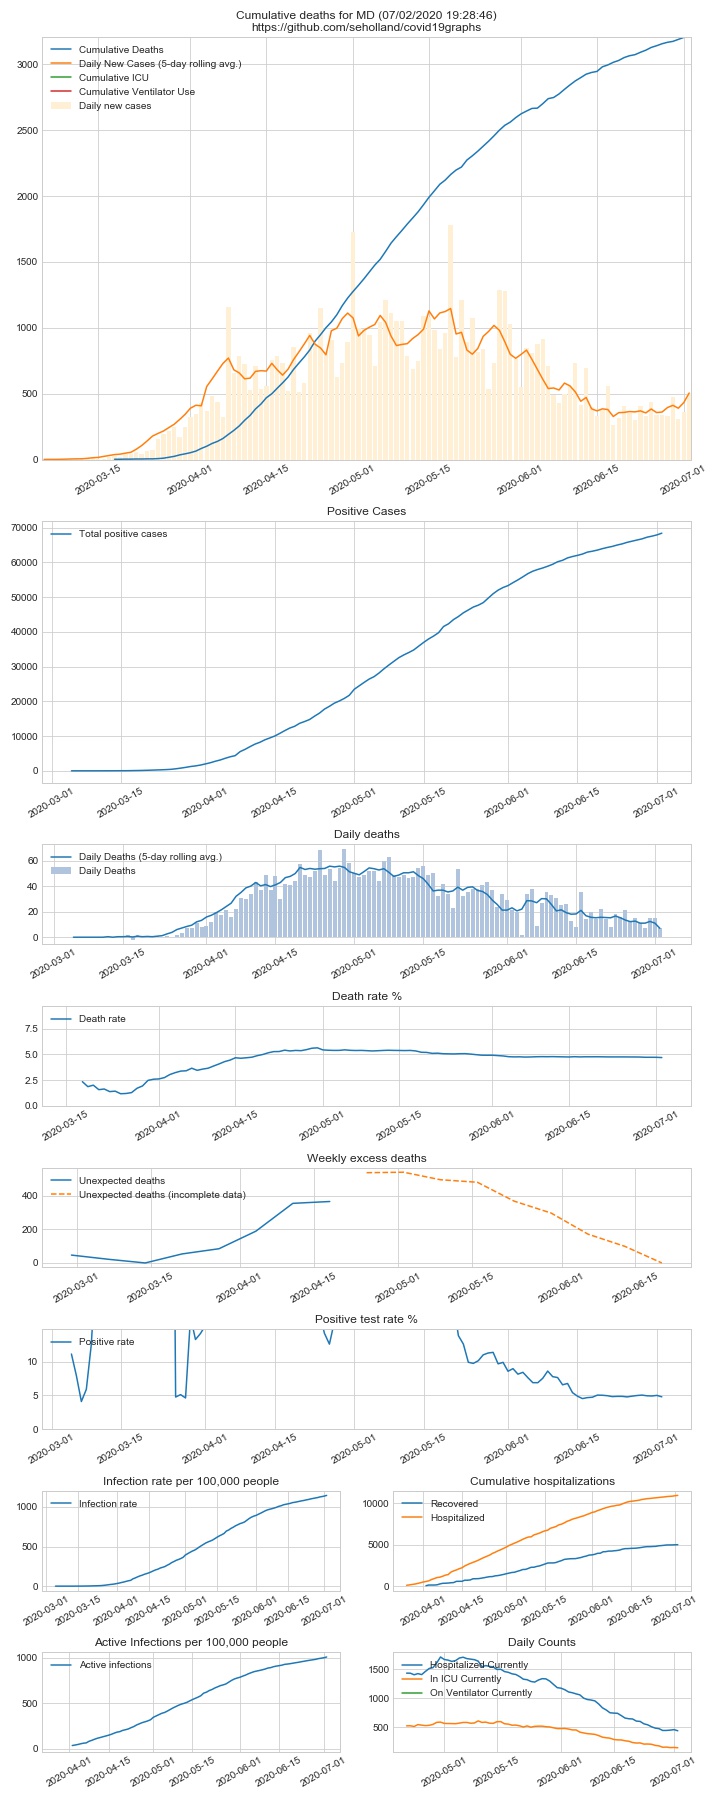 Cumulative deaths for MD (07/02/2020 19:28:46)
https://github.com/seholland/covid19graphs
Cumulative Deaths
Daily New Cases (5-day rolling avg.)
Cumulative ICU
Cumulative Ventilator Use
Daily new cases
3000
2500
2000
1500
1000
500
0
2020-03-15 2020-04-01 2020-04-15 2020-05-01 2020-05-15 2020-06-01 2020-06-15 2020-07-01
Positive Cases
Total positive cases
70000
60000
50000
40000
30000
20000
10000
0
2020-03-01 2020-03-15 2020-04-01 2020-04-15 2020-05-01 2020-05-15 2020-06-01 2020-06-15 2020-07-01
Daily deaths
Daily Deaths (5-day rolling avg.)
Daily Deaths
60
40
20
0
2020-03-01 2020-03-15 2020-04-01 2020-04-15 2020-05-01 2020-05-15 2020-06-01 2020-06-15 2020-07-01
Death rate %
Death rate
7.5
5.0
2.5
0.0
2020-03-15 2020-04-01 2020-04-15 2020-05-01 2020-05-15 2020-06-01 2020-06-15 2020-07-01
Weekly excess deaths
Unexpected deaths
Unexpected deaths (incomplete data)
400
200
0
2020-03-01 2020-03-15 2020-04-01 2020-04-15 2020-05-01 2020-05-15 2020-06-01 2020-06-15
Positive test rate %
Positive rate
10
5
0
2020-03-01 2020-03-15 2020-04-01 2020-04-15 2020-05-01 2020-05-15 2020-06-01 2020-06-15 2020-07-01
Infection rate per 100,000 people
Infection rate
1000
500
0
2020-03-01 2020-03-15 2020-04-01 2020-04-15 2020-05-01 2020-05-15 2020-06-01 2020-06-15 2020-07-01
Cumulative hospitalizations
Recovered
Hospitalized
10000
5000
0
2020-04-01 2020-04-15 2020-05-01 2020-05-15 2020-06-01 2020-06-15 2020-07-01
Active Infections per 100,000 people
Active infections
1000
500
0
2020-04-01 2020-04-15 2020-05-01 2020-05-15 2020-06-01 2020-06-15 2020-07-01
Daily Counts
Hospitalized Currently
In ICU Currently
On Ventilator Currently
1500
1000
500
2020-05-01 2020-05-15 2020-06-01 2020-06-15 2020-07-01